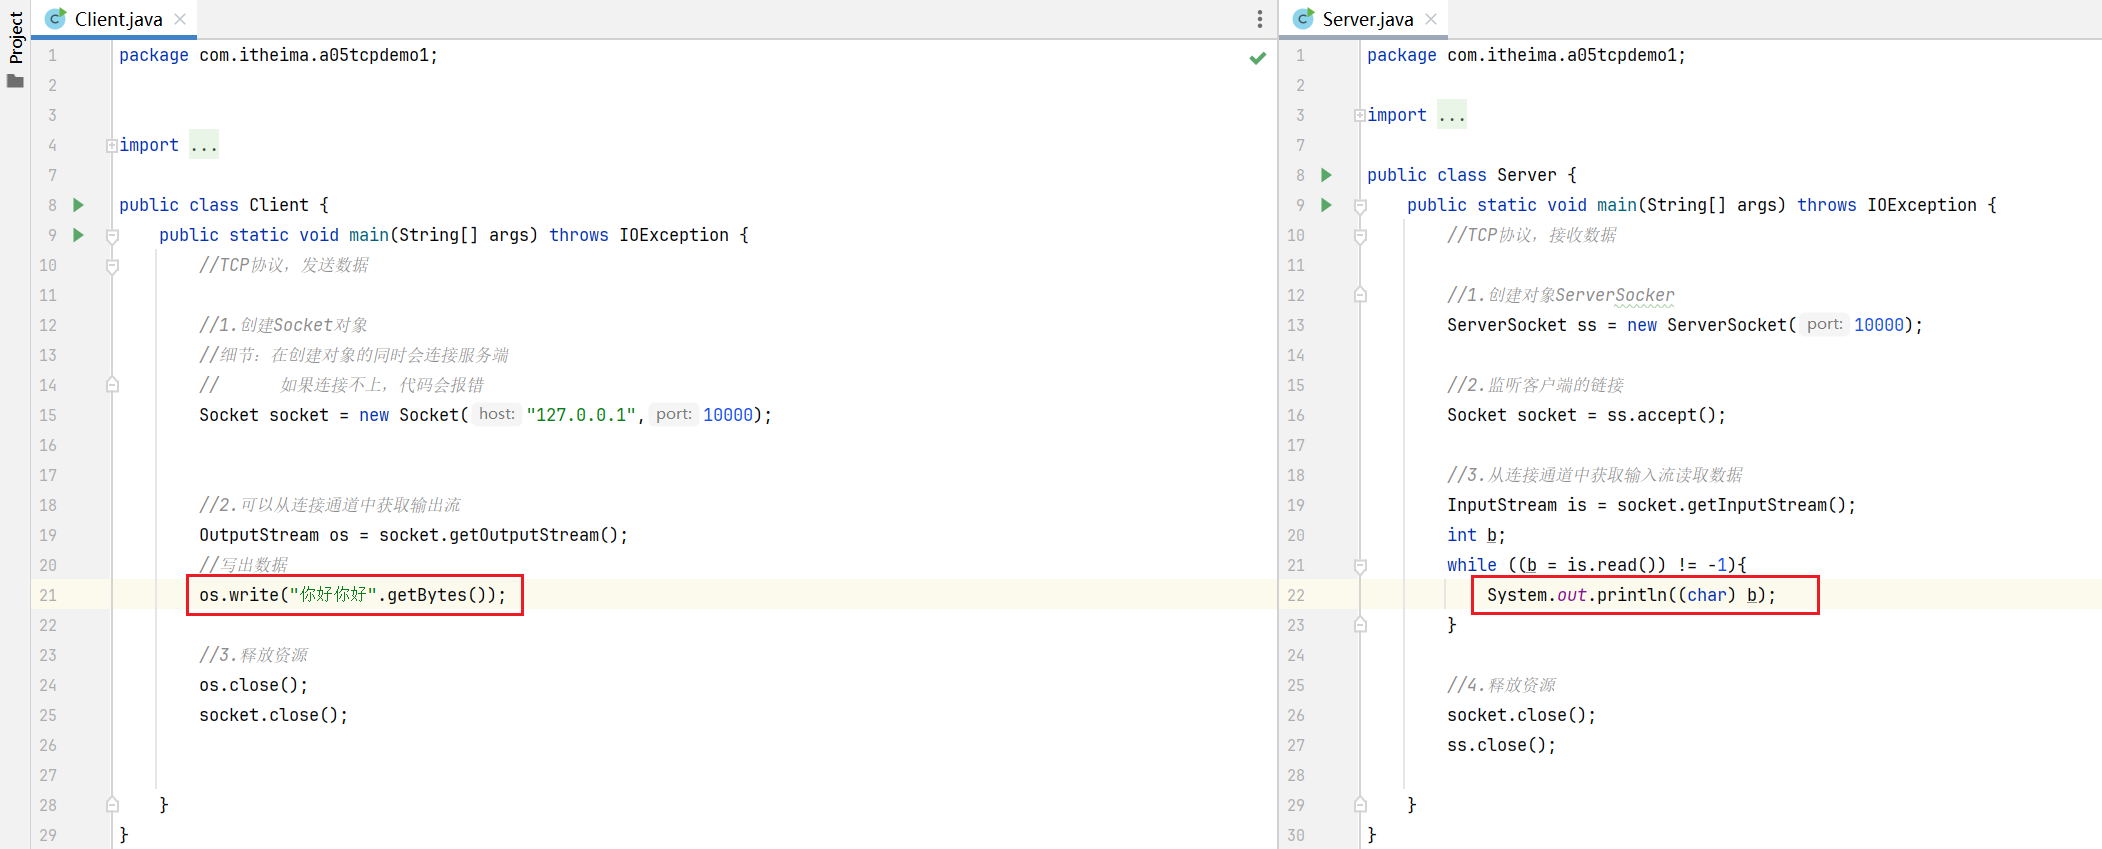 Project
Client.java
1 package com.itheima.a05tcpdemo1;
2
3
4 import ...
7
8 public class Client {
9 public static void main(String[] args) throws IOException {
10 //TCP协议，发送数据
11
12 //1.创建Socket对象
13 //细节：在创建对象的同时会连接服务端
14 // 如果连接不上，代码会报错
15 Socket socket = new Socket( host: "127.0.0.1", port: 10000);
16
17
18 //2.可以从连接通道中获取输出流
19 OutputStream os = socket.getOutputStream();
20 //写出数据
21 os.write("你好你好".getBytes());
22
23 //3.释放资源
24 os.close();
25 socket.close();
26
27
28 }
29 }
Server.java
1 package com.itheima.a05tcpdemo1;
2
3 import ...
7
8 public class Server {
9 public static void main(String[] args) throws IOException {
10 //TCP协议，接收数据
11
12 //1.创建对象ServerSocker
13 ServerSocket ss = new ServerSocket( port: 10000);
14
15 //2.监听客户端的链接
16 Socket socket = ss.accept();
17
18 //3.从连接通道中获取输入流读取数据
19 InputStream is = socket.getInputStream();
20 int b;
21 while ((b = is.read()) != -1){
22 System.out.println((char) b);
23 }
24
25 //4.释放资源
26 socket.close();
27 ss.close();
28
29 }
30 }